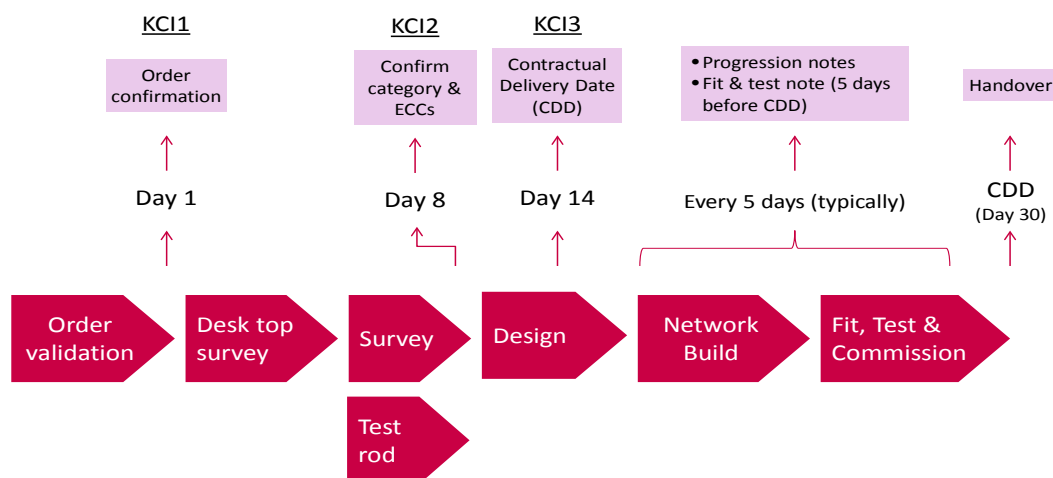 KCI1
KCI2
KCI3
Order
confirmation
Confirm
category &
ECCs
Contractual
Delivery Date
(CDD)
• Progression notes
• Fit & test note (5 days
before CDD)
Handover
Day 1
Day 8
Day 14
Every 5 days (typically)
CDD
(Day 30)
Order
validation
Desk top
survey
Survey
Design
Network
Build
Fit, Test &
Commission
Test
rod